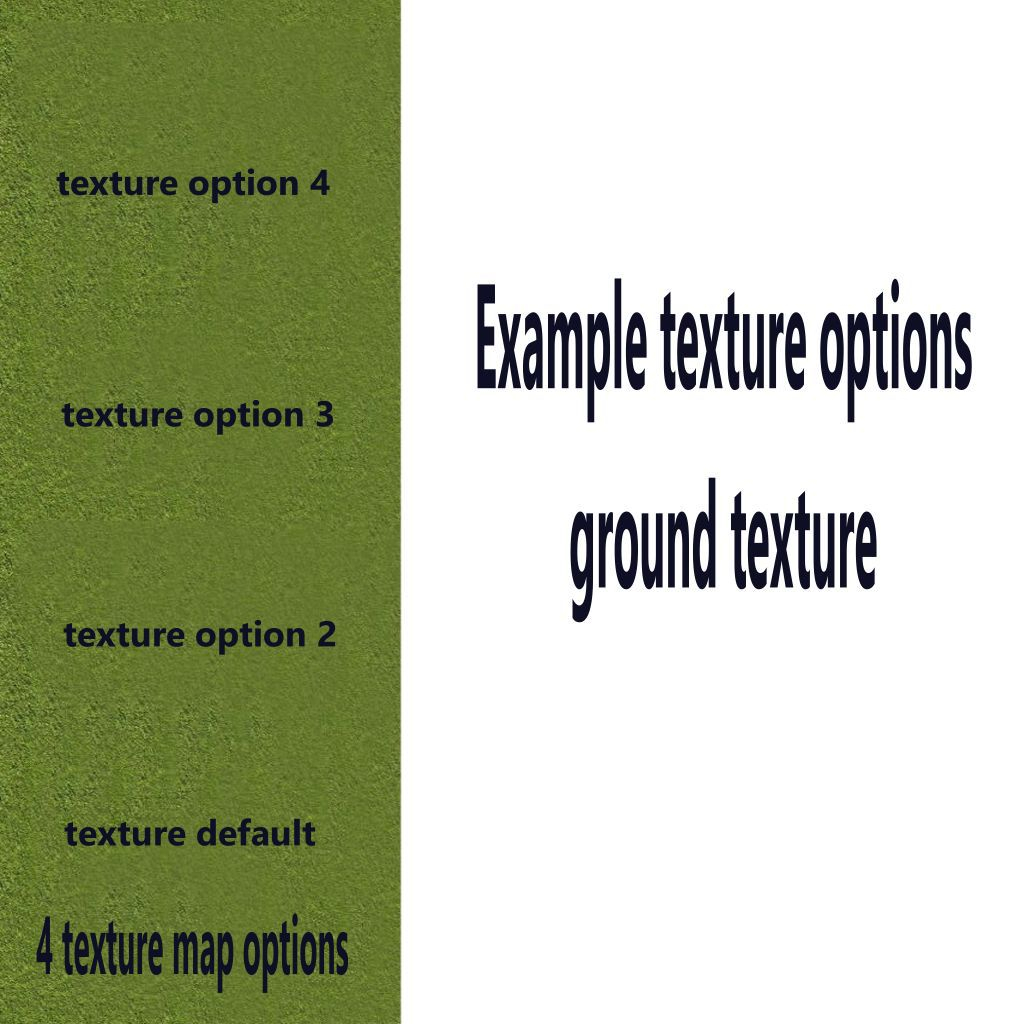 texture option 4
texture option 3
texture option 2
texture default
4 texture map options
Example texture options
ground texture